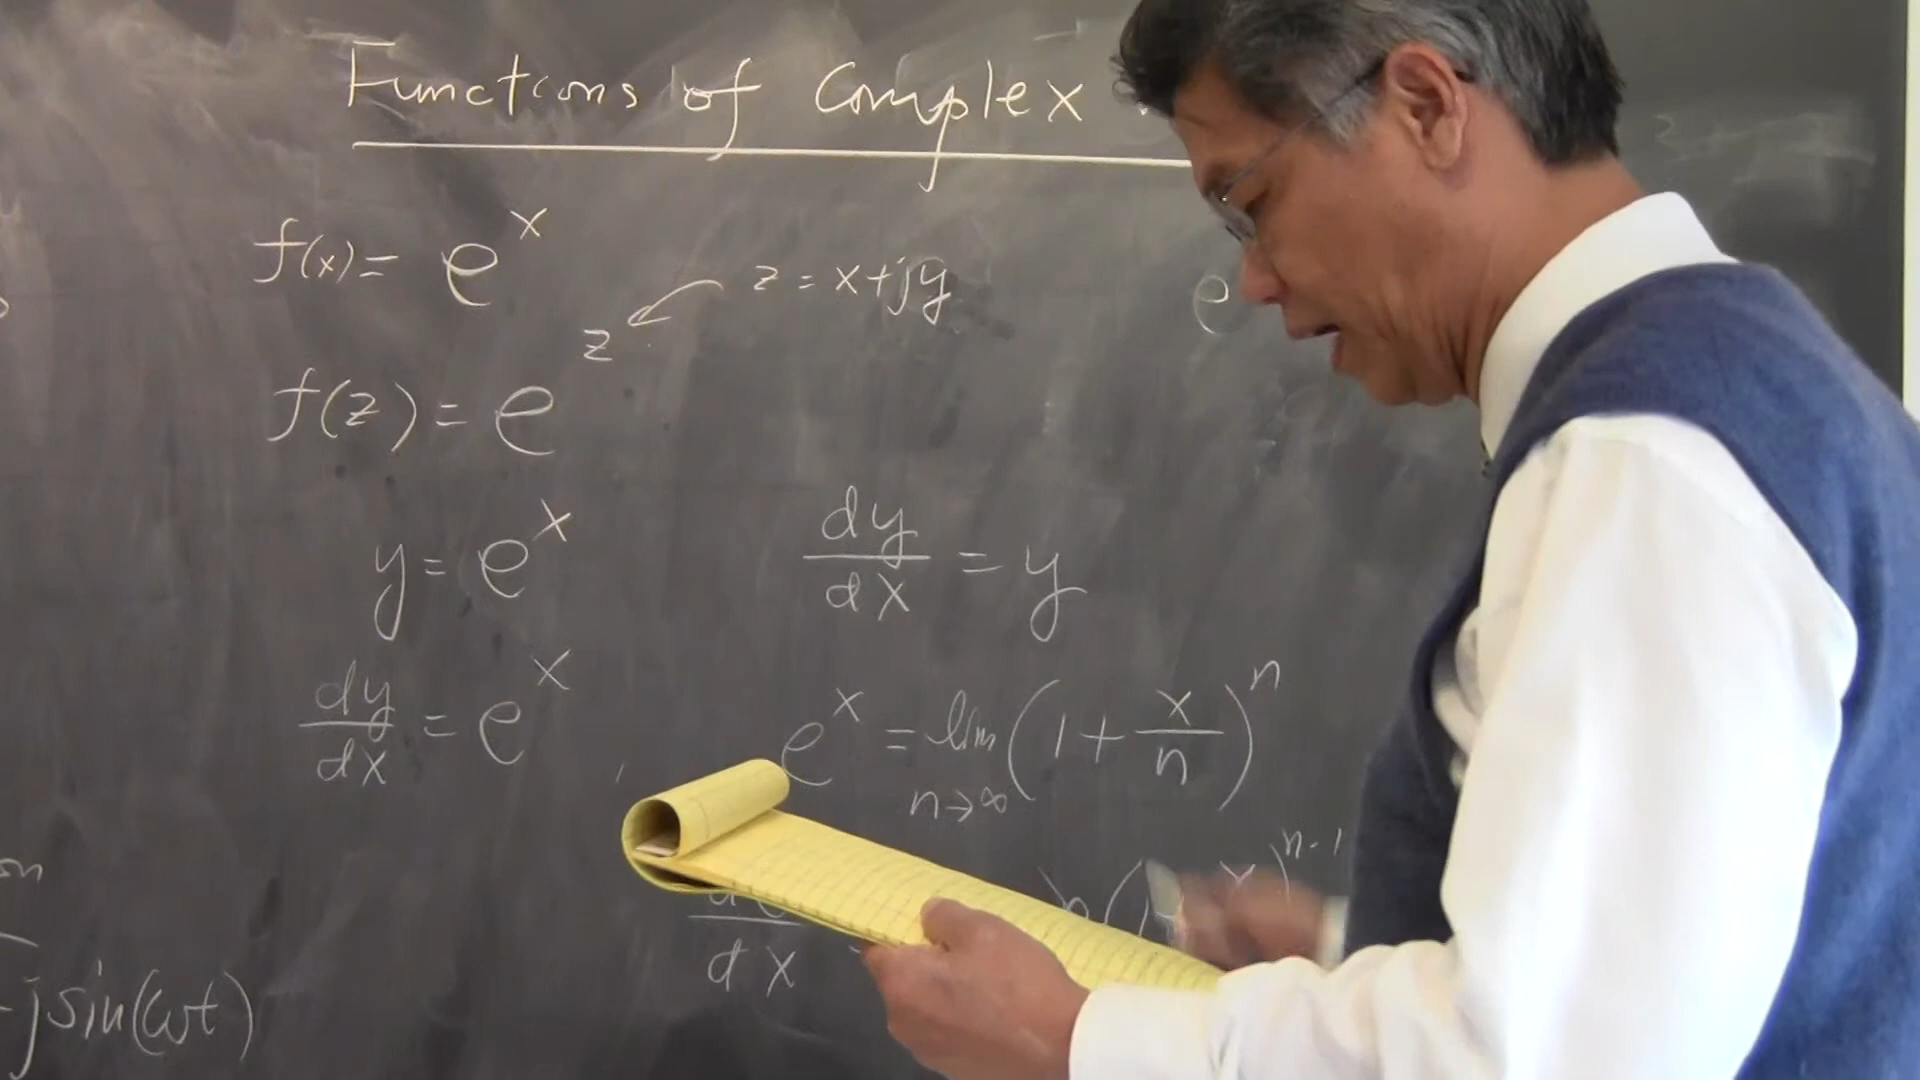 Functions of Complex
f(x) = e^x
z = x+jy
e
f(z) = e^z
y = e^x
dy/dx = y
dy/dx = e^x
e^x = lim n→∞ (1 + x/n)^n
dx
n-1
jsin(ωt)